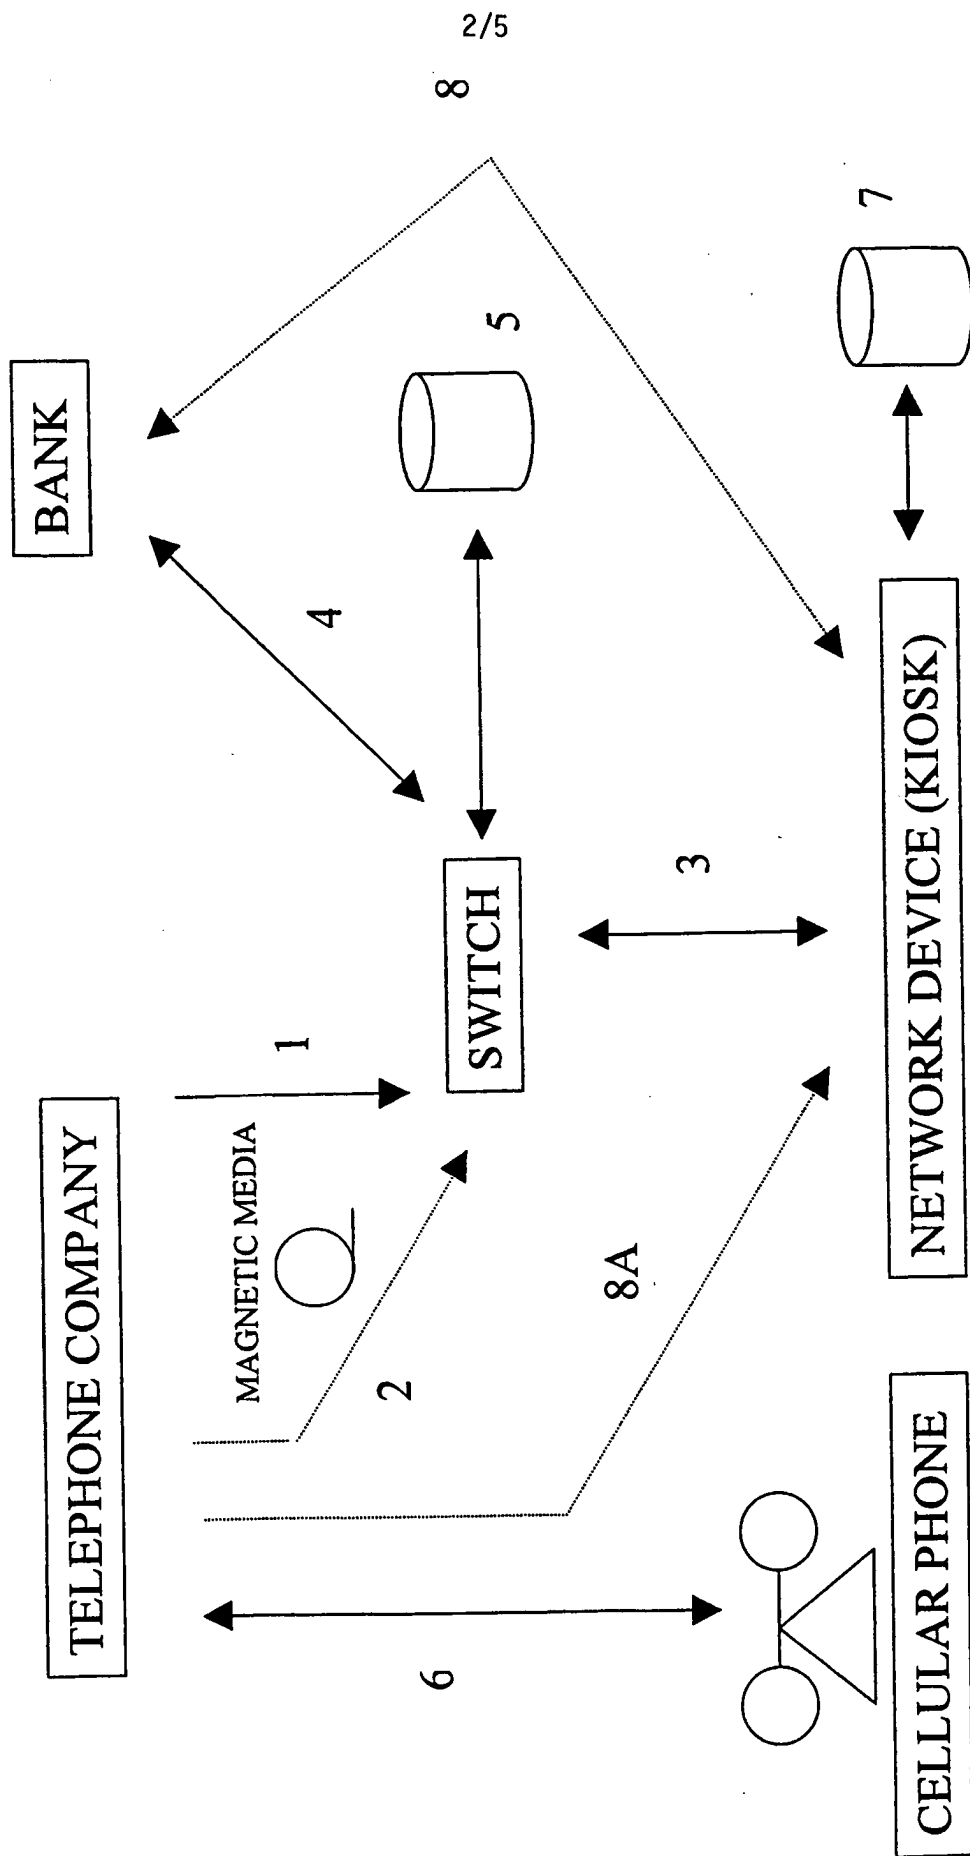 2/5
TELEPHONE COMPANY
BANK
MAGNETIC MEDIA
1
2
4
8
SWITCH
5
6
8A
3
7
CELLULAR PHONE
NETWORK DEVICE (KIOSK)